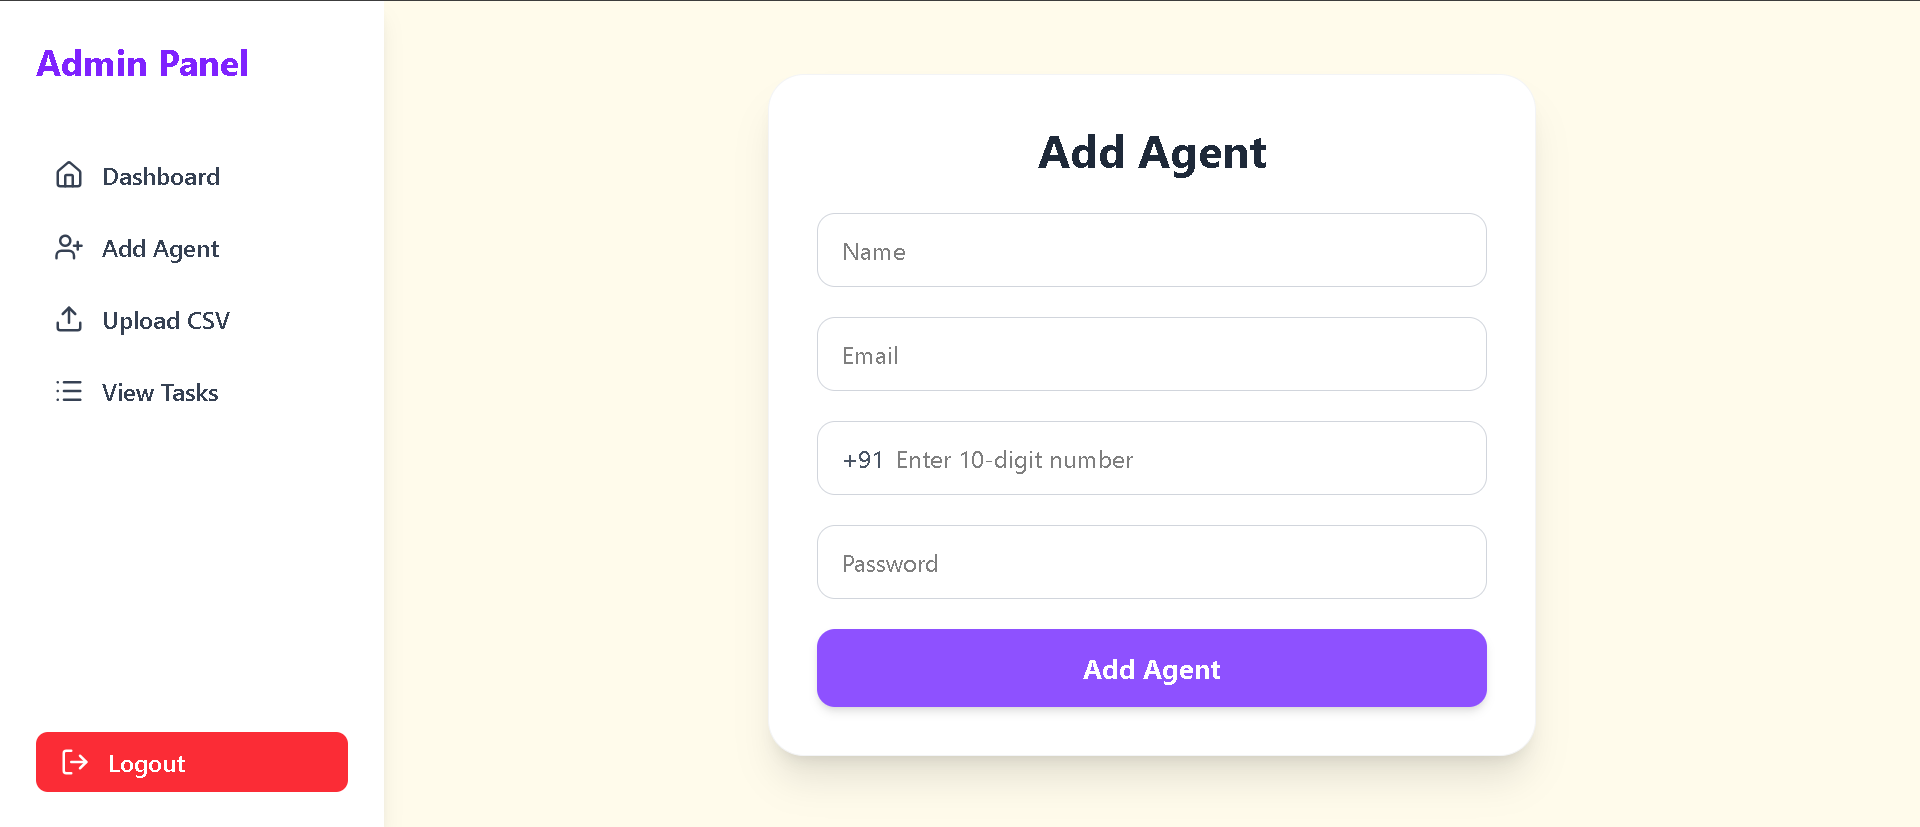 Admin Panel
Dashboard
Add Agent
Upload CSV
View Tasks
Logout
Add Agent
Name
Email
+91 Enter 10-digit number
Password
Add Agent